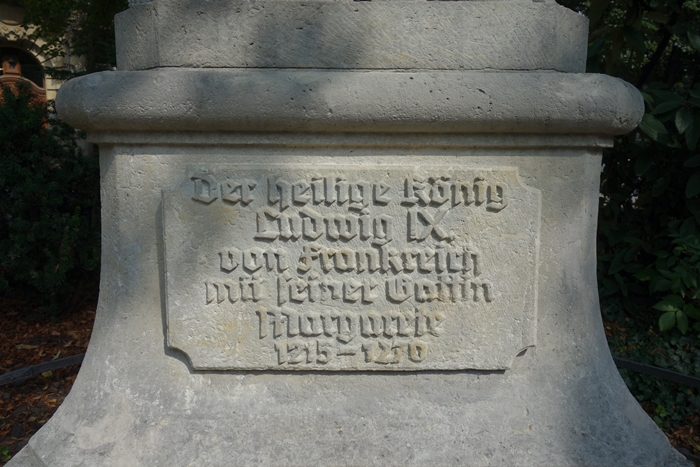 Der heilige König
Ludwig IX.
von Frankreich
mit seiner Gattin
Margarete
1215 – 1270